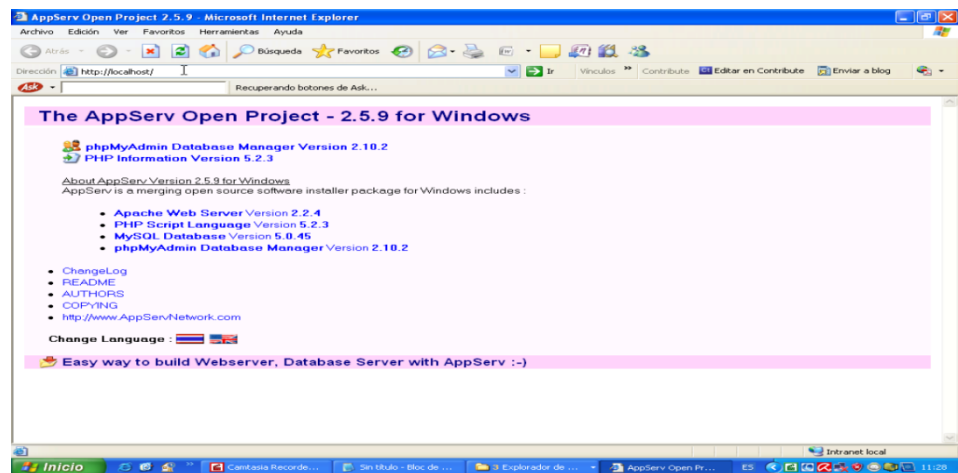 AppServ Open Project 2.5.9 - Microsoft Internet Explorer
Archivo Edición Ver Favoritos Herramientas Ayuda
Atrás Búsqueda Favoritos
Dirección http://localhost/ Ir Vínculos » Contribute Editar en Contribute Enviar a blog
Ask Recuperando botones de Ask...
The AppServ Open Project - 2.5.9 for Windows
phpMyAdmin Database Manager Version 2.10.2
PHP Information Version 5.2.3
About AppServ Version 2.5.9 for Windows
AppServ is a merging open source software installer package for Windows includes :
Apache Web Server Version 2.2.4
PHP Script Language Version 5.2.3
MySQL Database Version 5.0.45
phpMyAdmin Database Manager Version 2.10.2
ChangeLog
README
AUTHORS
COPYING
http://www.AppServNetwork.com
Change Language :
Easy way to build Webserver, Database Server with AppServ :-)
Intranet local
Inicio » Camtasia Recorde... Sin título - Bloc de ... 3 Explorador de ... AppServ Open Pr... ES 11:28